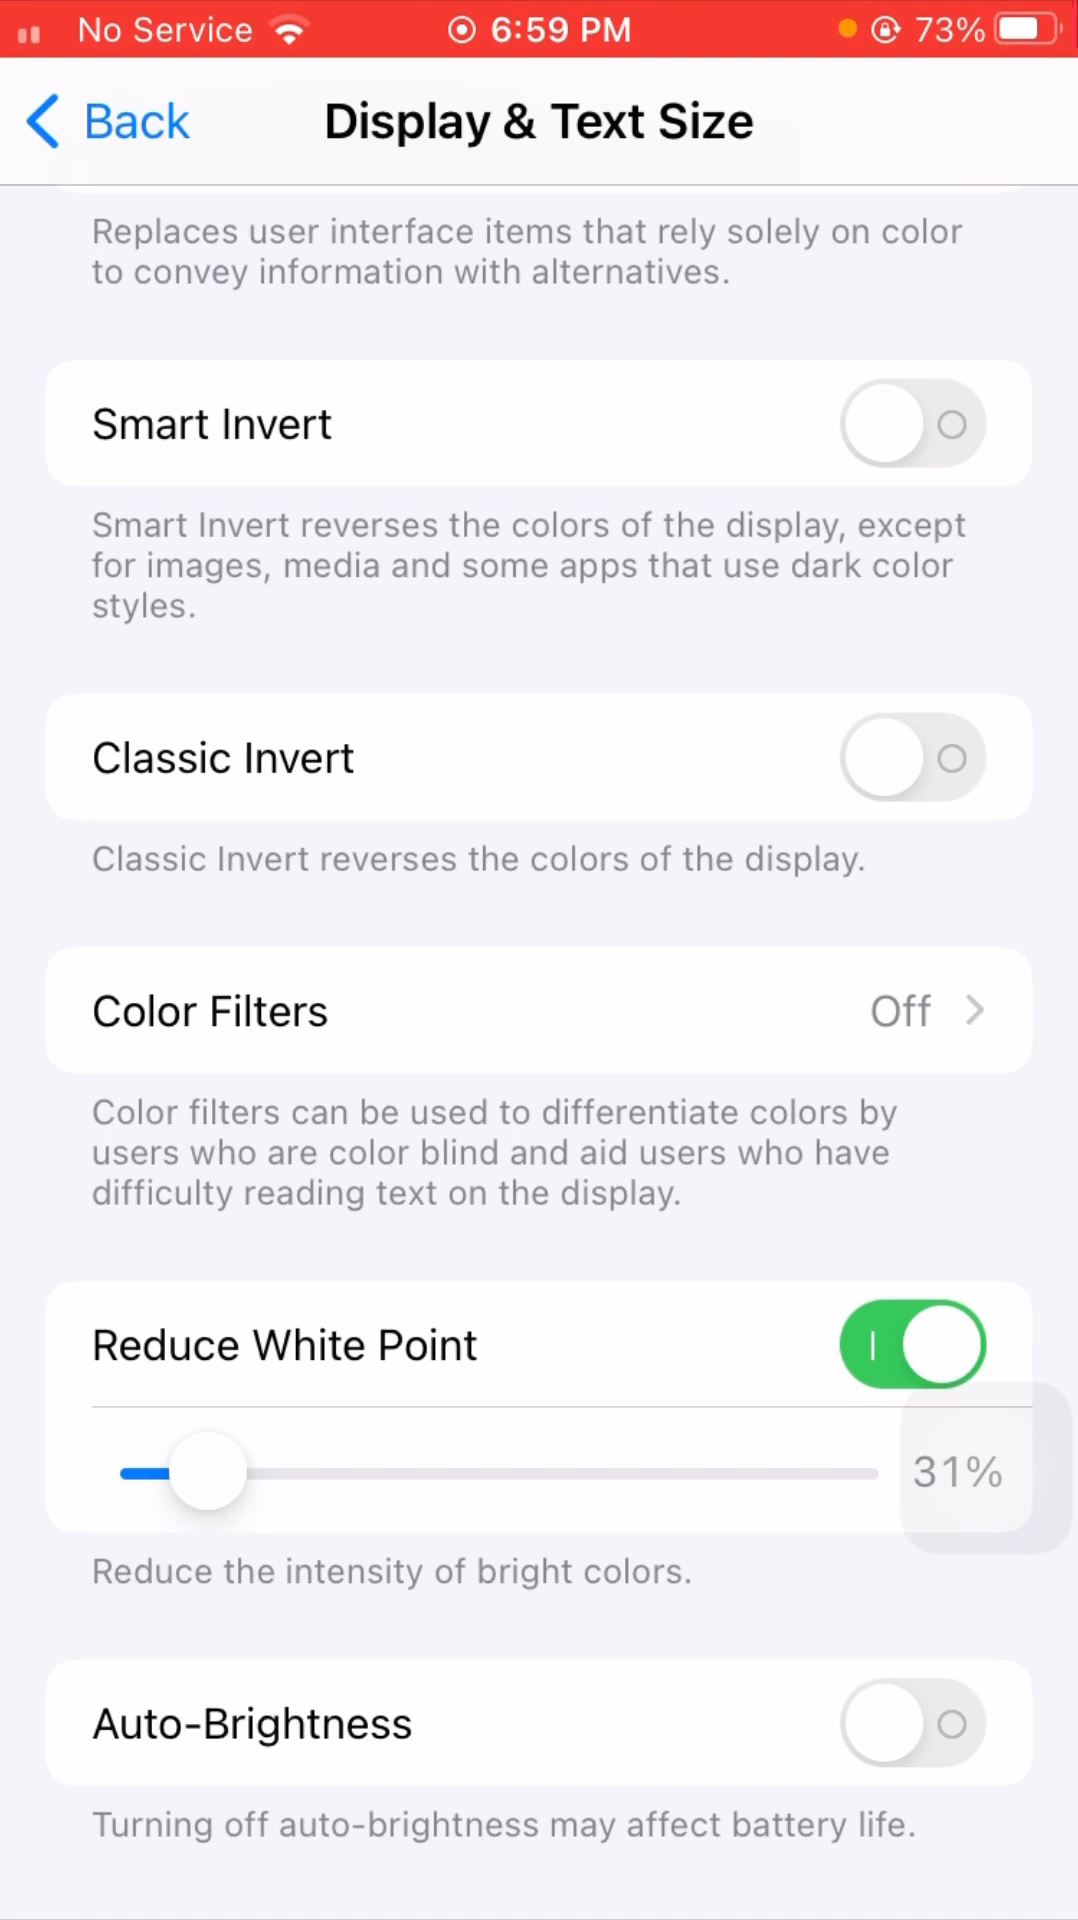 No Service 6:59 PM 73%
Back Display & Text Size
Replaces user interface items that rely solely on color
to convey information with alternatives.
Smart Invert
Smart Invert reverses the colors of the display, except
for images, media and some apps that use dark color
styles.
Classic Invert
Classic Invert reverses the colors of the display.
Color Filters Off
Color filters can be used to differentiate colors by
users who are color blind and aid users who have
difficulty reading text on the display.
Reduce White Point
31%
Reduce the intensity of bright colors.
Auto-Brightness
Turning off auto-brightness may affect battery life.